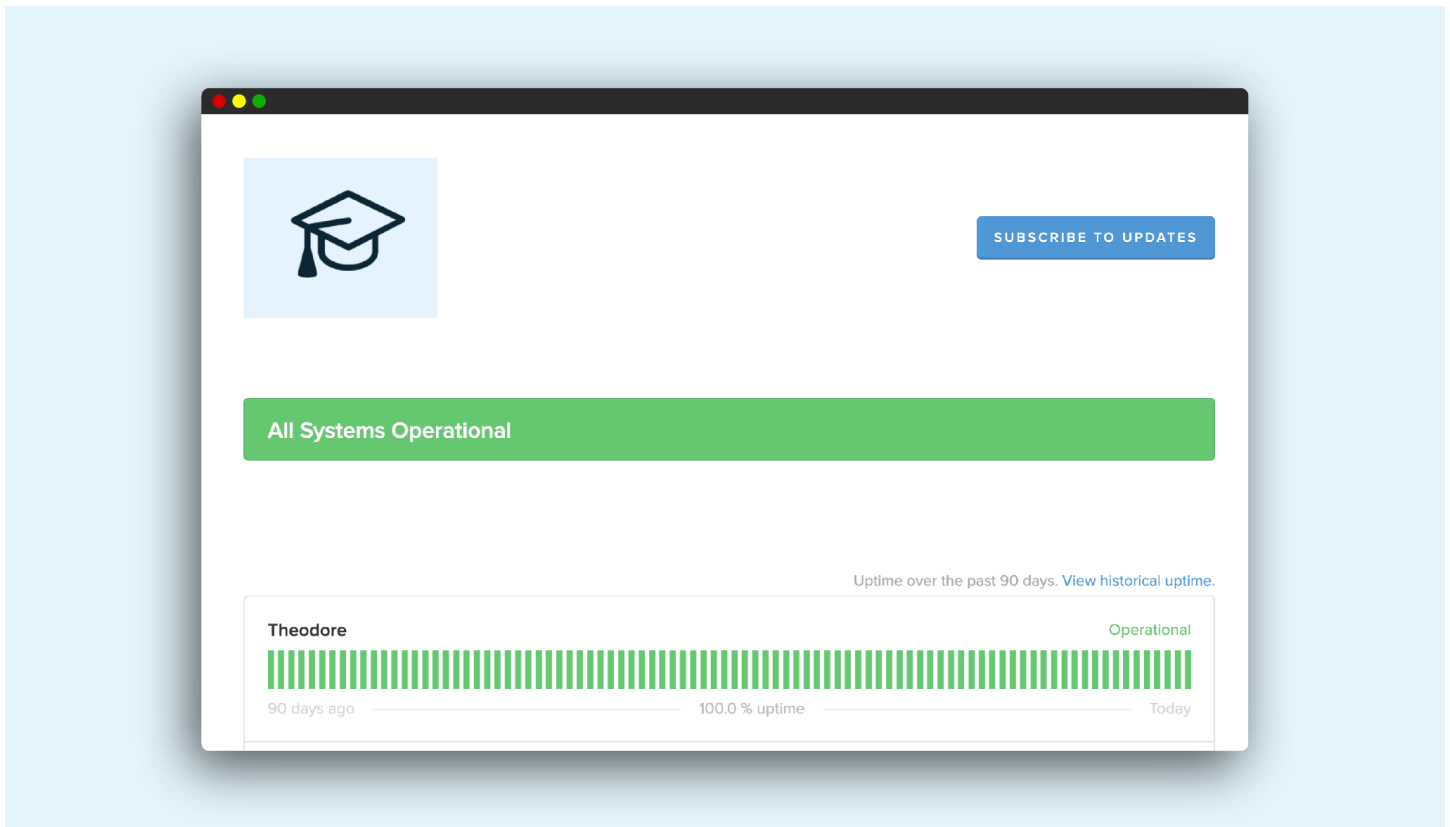 SUBSCRIBE TO UPDATES
All Systems Operational
Uptime over the past 90 days. View historical uptime.
Theodore Operational
90 days ago 100.0 % uptime Today